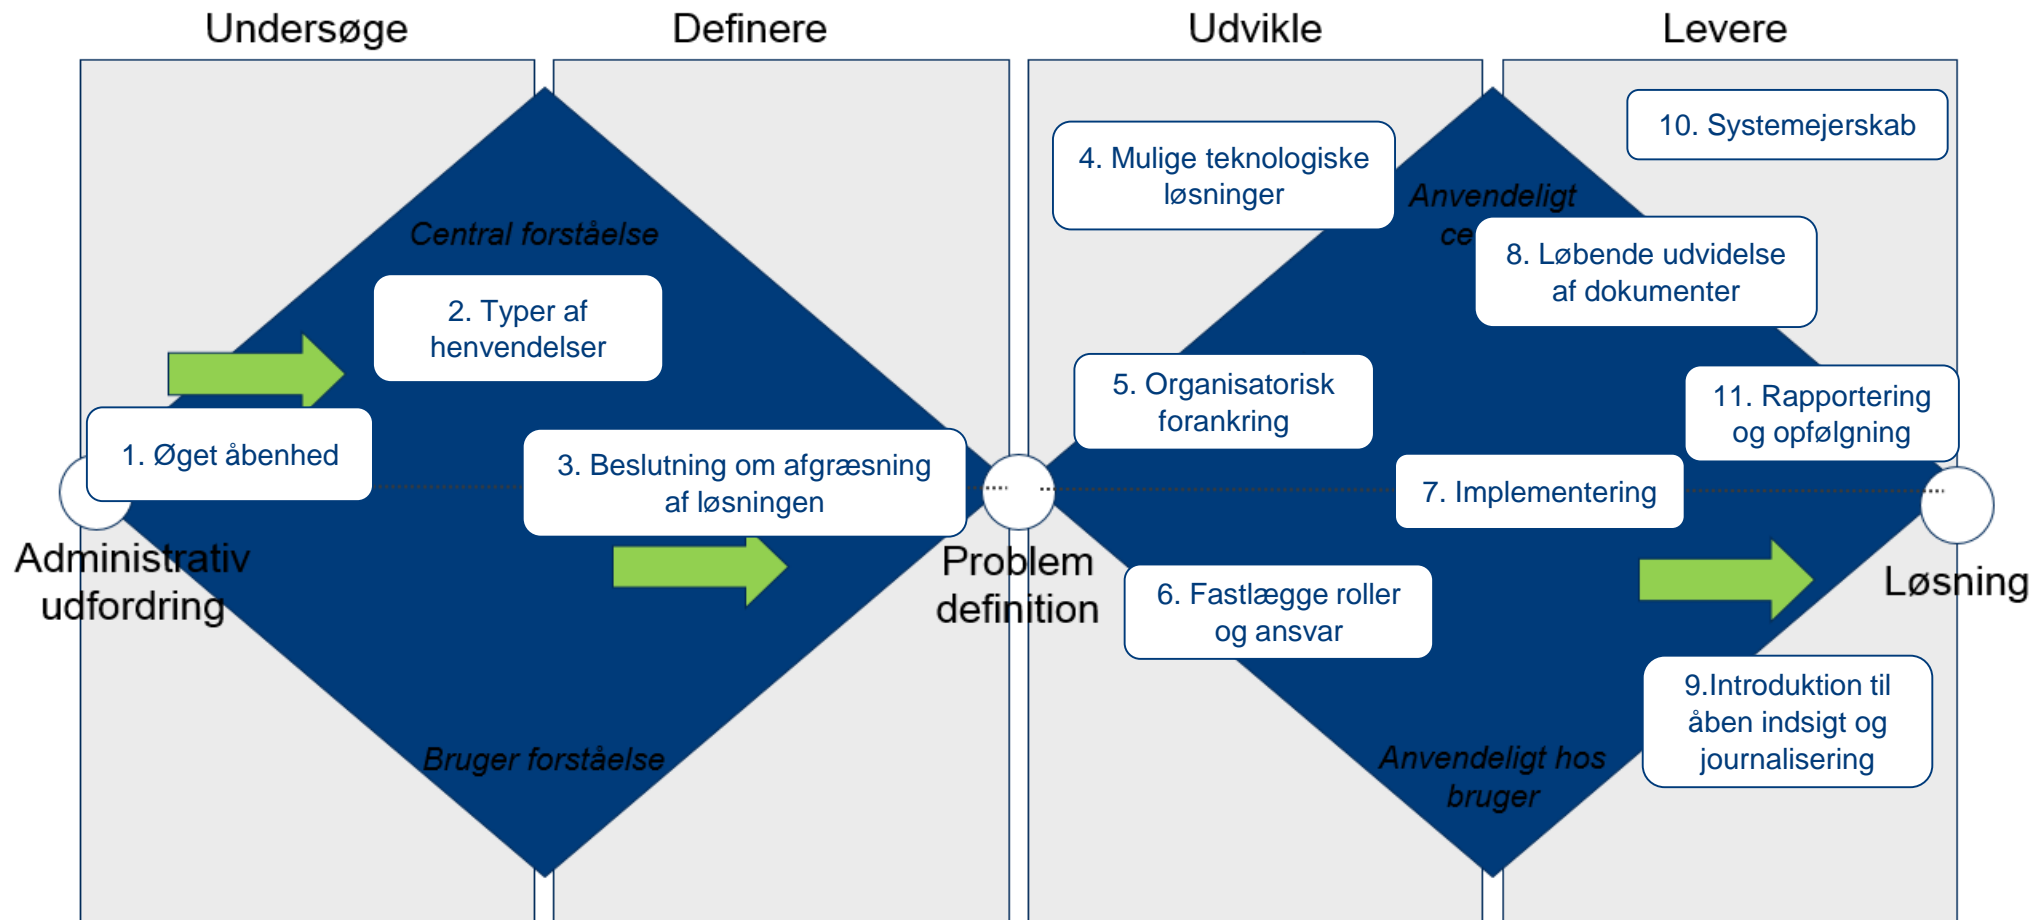 Undersøge
Definere
Udvikle
Levere
10. Systemejerskab
4. Mulige teknologiske
løsninger
Anvendeligt
Central forståelse
8. Løbende udvidelse
af dokumenter
2. Typer af
henvendelser
5. Organisatorisk
forankring
11. Rapportering
og opfølgning
1. Øget åbenhed
3. Beslutning om afgræsning
af løsningen
7. Implementering
Administrativ
udfordring
Problem
definition
Løsning
6. Fastlægge roller
og ansvar
9.Introduktion til
åben indsigt og
journalisering
Bruger forståelse
Anvendeligt hos
bruger